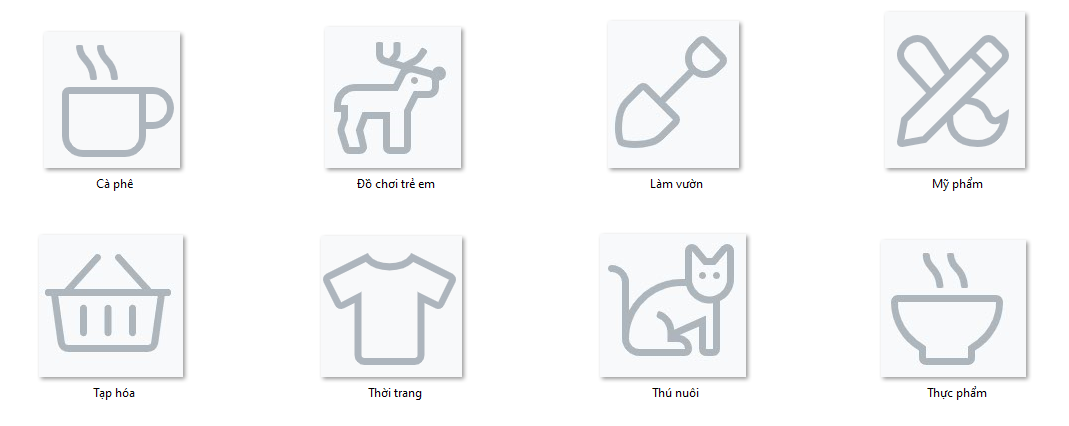 Cà phê
Đồ chơi trẻ em
Làm vườn
Mỹ phẩm
Tạp hóa
Thời trang
Thú nuôi
Thực phẩm